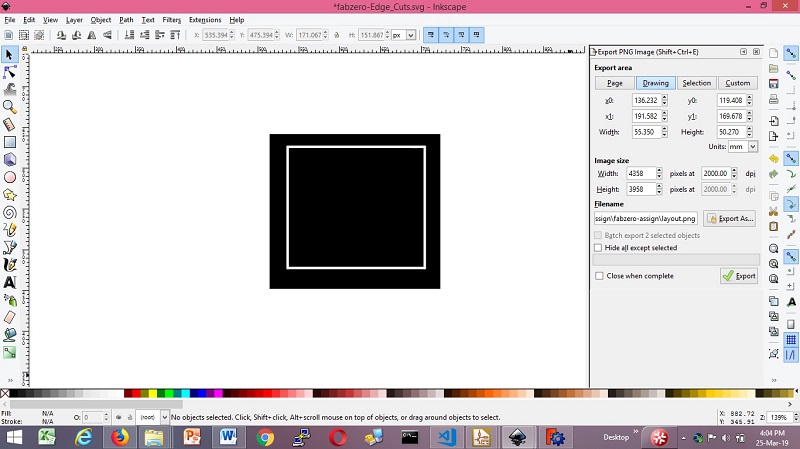 *fabzero-Edge_Cuts.svg - Inkscape
File Edit View Layer Object Path Text Filters Extensions Help
X: 535.394 Y: 475.394 W: 171.067 H: 151.867 px
Export PNG Image (Shift+Ctrl+E)
Export area
Page Drawing Selection Custom
x0: 136.232 y0: 119.408
x1: 191.582 y1: 169.678
Width: 55.350 Height: 50.270
Units: mm
Image size
Width: 4358 pixels at 2000.00 dpi
Height: 3958 pixels at 2000.00 dpi
Filename
ssign\fabzero-assign\layout.png Export As...
Batch export 2 selected objects
Hide all except selected
Close when complete Export
Fill: N/A
Stroke: N/A
O: 0 (root) No objects selected. Click, Shift+click, Alt+scroll mouse on top of objects, or drag around objects to select.
X: 882.72
Y: 345.91
Z: 139%
Desktop
4:04 PM
25-Mar-19